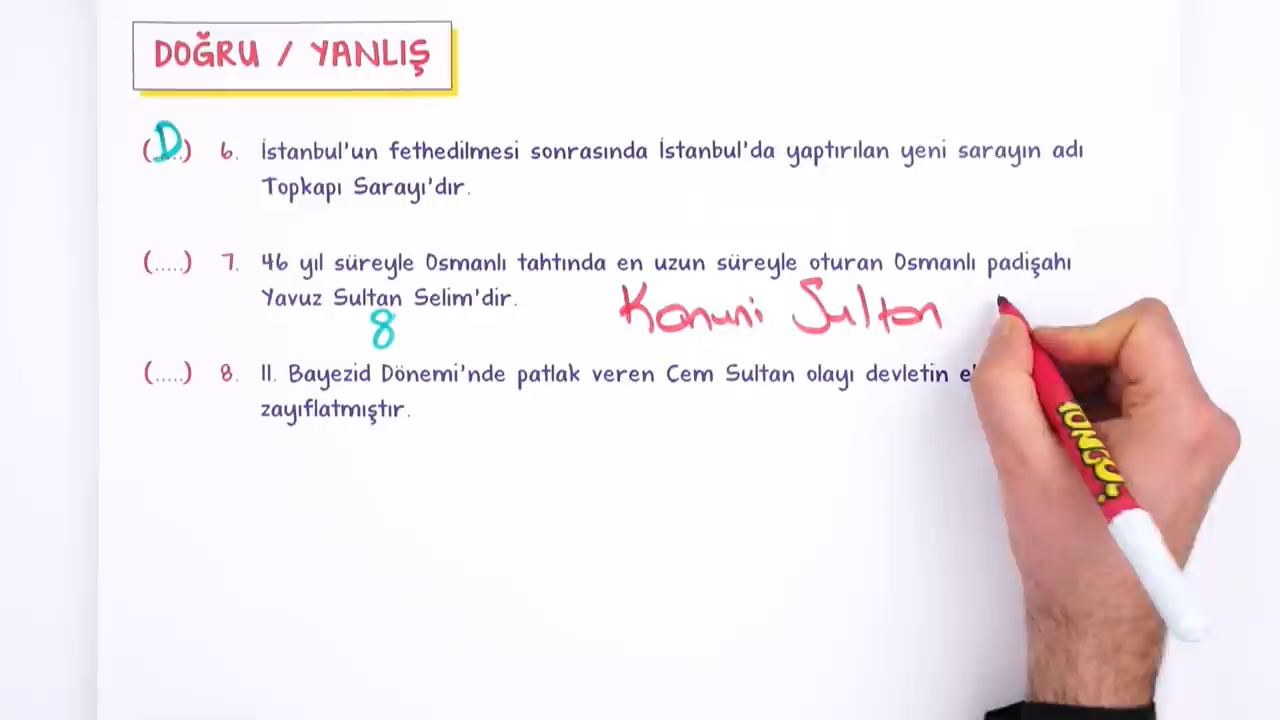 DOĞRU / YANLIŞ
(D) 6. İstanbul'un fethedilmesi sonrasında İstanbul'da yaptırılan yeni sarayın adı
Topkapı Sarayı'dır.
(.....) 7. 46 yıl süreyle Osmanlı tahtında en uzun süreyle oturan Osmanlı padişahı
Yavuz Sultan Selim'dir.
8 Kanuni Sultan
(.....) 8. II. Bayezid Dönemi'nde patlak veren Cem Sultan olayı devletin
zayıflatmıştır.